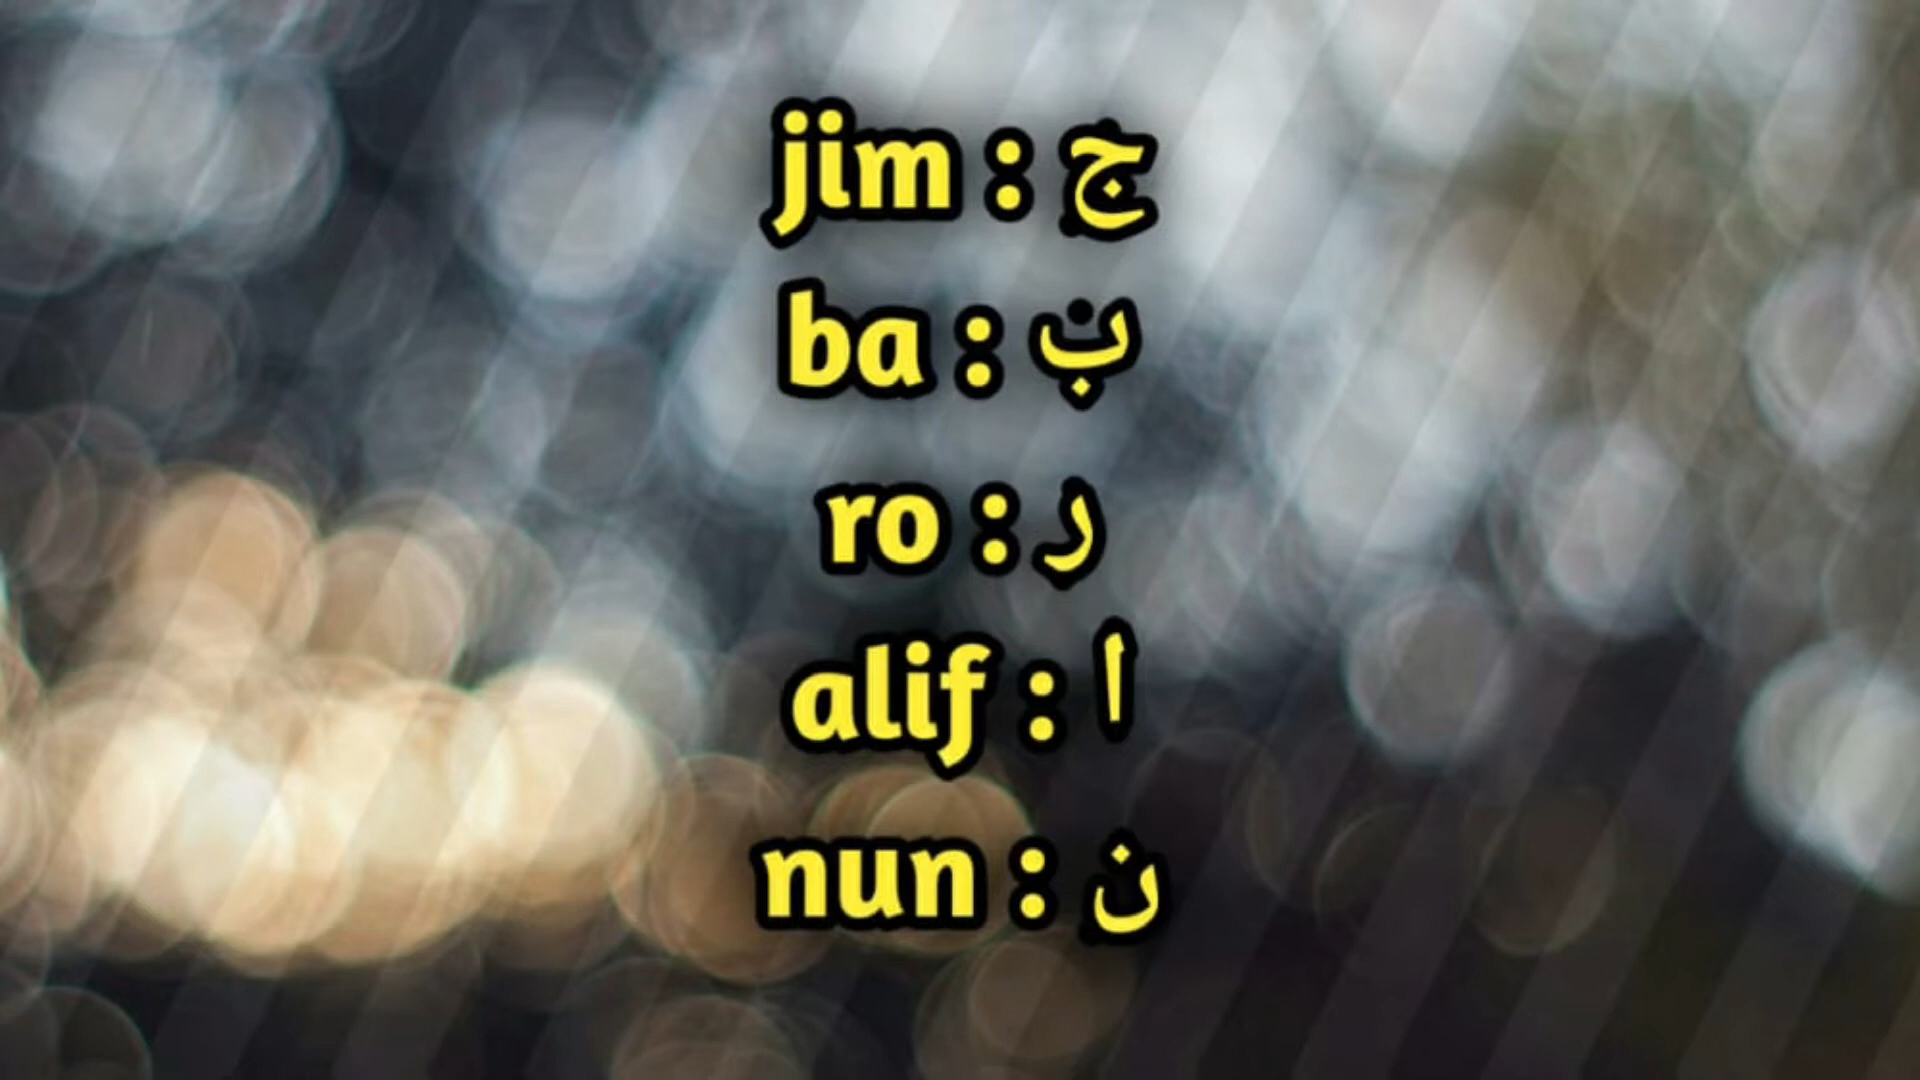 jim : ج
ba : ب
ro : ر
alif : ا
nun : ن